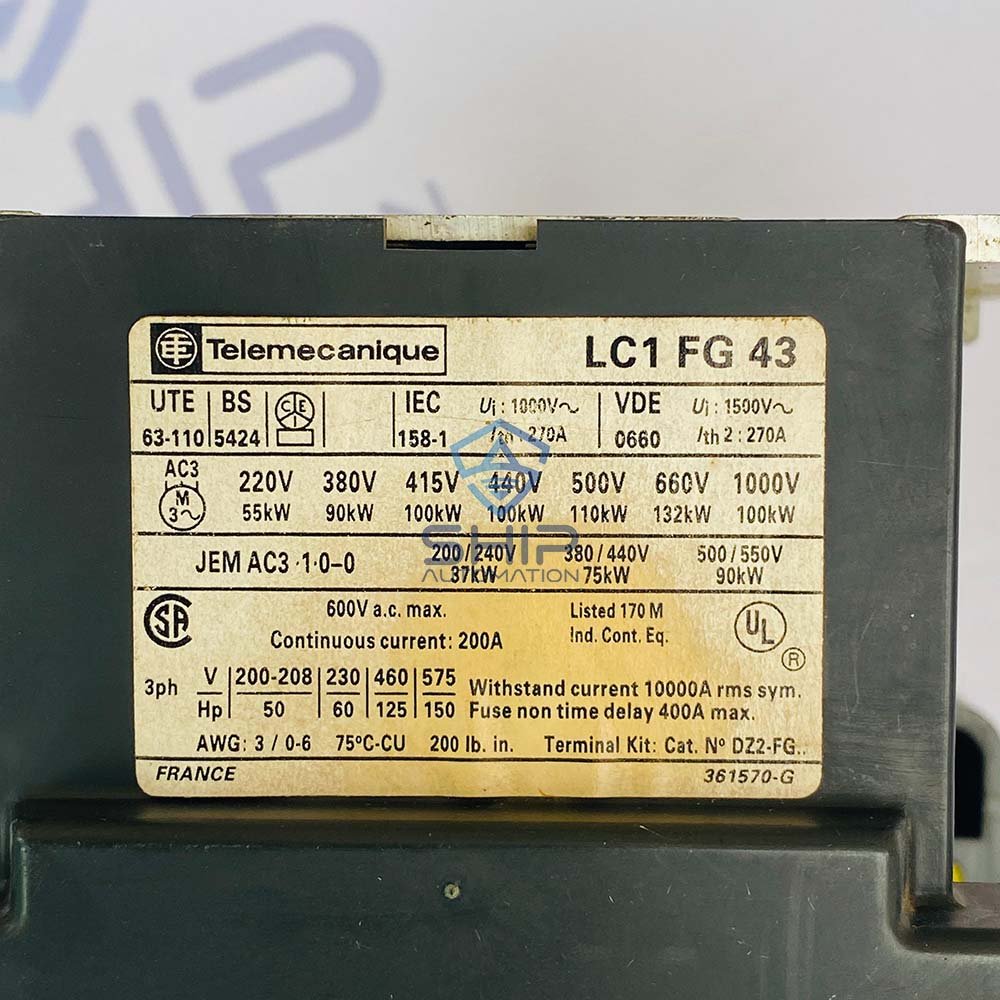 SHIP
Telemecanique LC1 FG 43
UTE BS IEC Ui : 1000V~ VDE Ui : 1500V~
63-110 5424 158-1 Ith : 270A 0660 Ith 2 : 270A
AC3 220V 380V 415V 440V 500V 660V 1000V
M 3~ 55kW 90kW 100kW 100kW 110kW 132kW 100kW
JEM AC3·1·0-0 200/240V 380/440V 500/550V
37kW 75kW 90kW
SHIP
AUTOMATION
600V a.c. max. Listed 170 M
SA Continuous current: 200A Ind. Cont. Eq. UL ®
3ph V 200-208 230 460 575 Withstand current 10000A rms sym.
Hp 50 60 125 150 Fuse non time delay 400A max.
AWG: 3 / 0-6 75°C-CU 200 lb. in. Terminal Kit: Cat. N° DZ2-FG..
FRANCE 361570-G